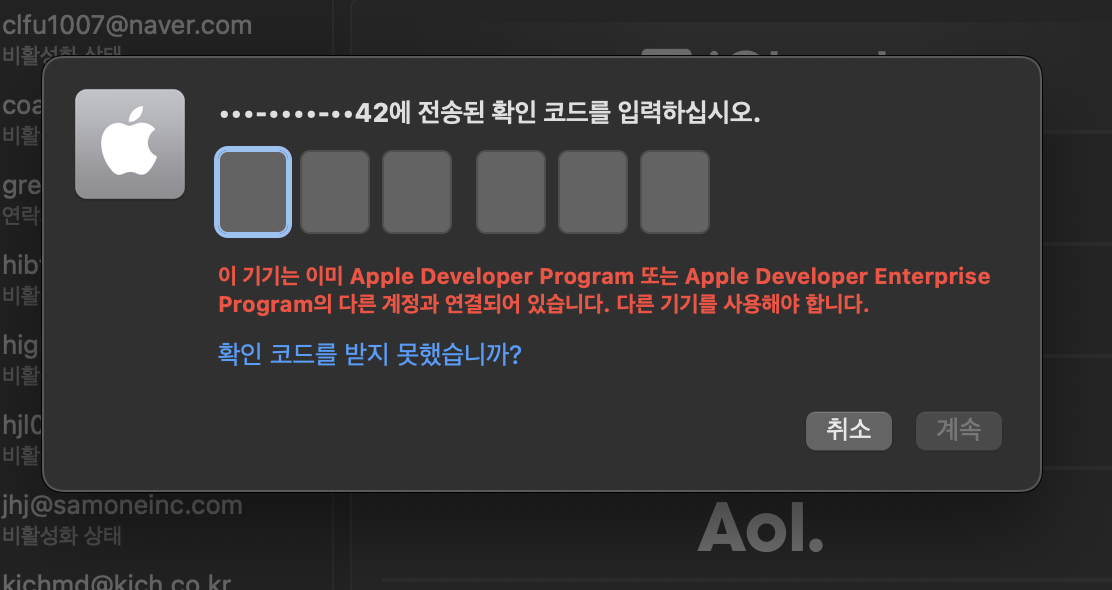 clfu1007@naver.com
비활성화 상태
coa
비활
gre
연락
hib
비활
hig
비활
hjl0
비활
jhj@samoneinc.com
비활성화 상태
kichmd@kich.co.kr
•••-••••-••42에 전송된 확인 코드를 입력하십시오.
이 기기는 이미 Apple Developer Program 또는 Apple Developer Enterprise
Program의 다른 계정과 연결되어 있습니다. 다른 기기를 사용해야 합니다.
확인 코드를 받지 못했습니까?
취소
계속
Aol.